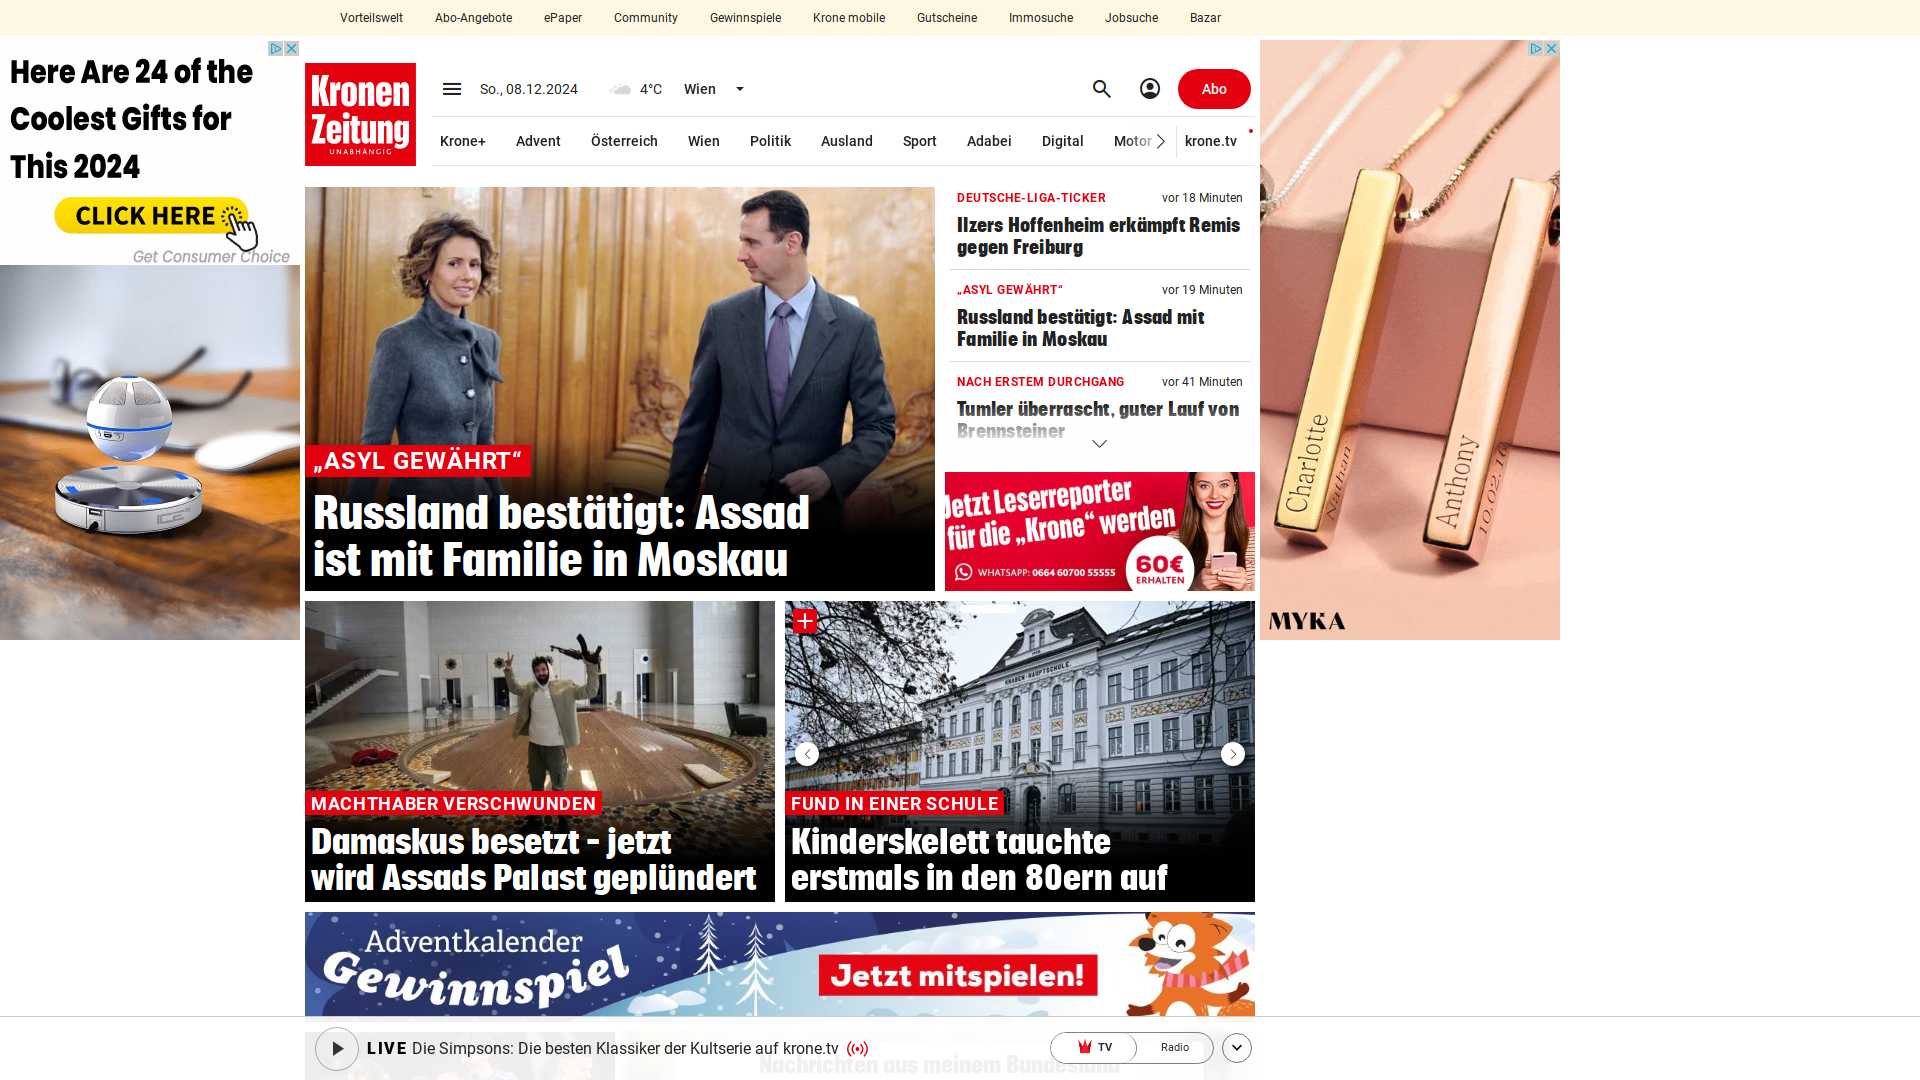 Vorteilswelt Abo-Angebote ePaper Community Gewinnspiele Krone mobile Gutscheine Immosuche Jobsuche Bazar
Here Are 24 of the
Coolest Gifts for
This 2024
CLICK HERE
Get Consumer Choice
ICE
Kronen
Zeitung
UNABHÄNGIG
So., 08.12.2024 4°C Wien
Abo
Krone+ Advent Österreich Wien Politik Ausland Sport Adabei Digital Motor krone.tv
„ASYL GEWÄHRT“
Russland bestätigt: Assad
ist mit Familie in Moskau
DEUTSCHE-LIGA-TICKER vor 18 Minuten
Ilzers Hoffenheim erkämpft Remis
gegen Freiburg
„ASYL GEWÄHRT“ vor 19 Minuten
Russland bestätigt: Assad mit
Familie in Moskau
NACH ERSTEM DURCHGANG vor 41 Minuten
Tumler überrascht, guter Lauf von
Brennsteiner
Jetzt Leserreporter
für die „Krone“ werden
WHATSAPP: 0664 60700 55555
60€
ERHALTEN
Charlotte
Nathan
Anthony
10.02.16
MYKA
MACHTHABER VERSCHWUNDEN
Damaskus besetzt – jetzt
wird Assads Palast geplündert
KNABEN-HAUPTSCHULE
FUND IN EINER SCHULE
Kinderskelett tauchte
erstmals in den 80ern auf
Adventkalender
Gewinnspiel
Jetzt mitspielen!
LIVE Die Simpsons: Die besten Klassiker der Kultserie auf krone.tv
TV Radio
Nachrichten aus meinem Bundesland